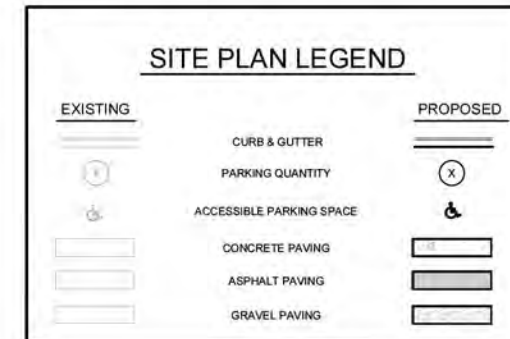 SITE PLAN LEGEND
EXISTING PROPOSED
CURB & GUTTER
X PARKING QUANTITY X
ACCESSIBLE PARKING SPACE
CONCRETE PAVING
ASPHALT PAVING
GRAVEL PAVING